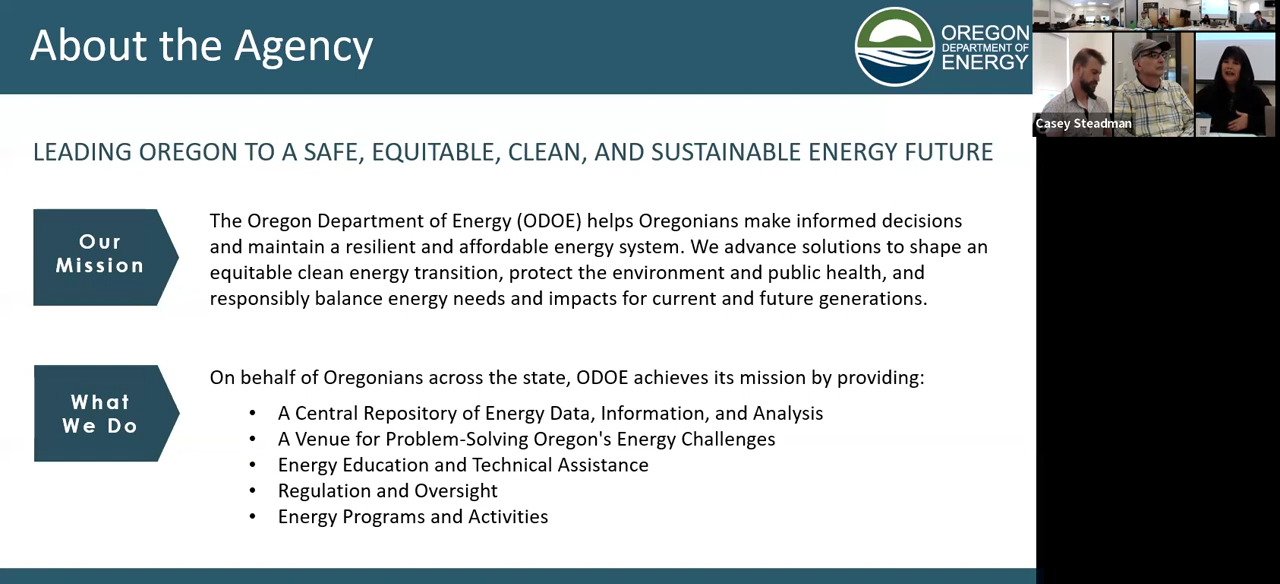 About the Agency
OREGON
DEPARTMENT OF
ENERGY
Casey Steadman
LEADING OREGON TO A SAFE, EQUITABLE, CLEAN, AND SUSTAINABLE ENERGY FUTURE
Our
Mission
The Oregon Department of Energy (ODOE) helps Oregonians make informed decisions
and maintain a resilient and affordable energy system. We advance solutions to shape an
equitable clean energy transition, protect the environment and public health, and
responsibly balance energy needs and impacts for current and future generations.
What
We Do
On behalf of Oregonians across the state, ODOE achieves its mission by providing:
• A Central Repository of Energy Data, Information, and Analysis
• A Venue for Problem-Solving Oregon's Energy Challenges
• Energy Education and Technical Assistance
• Regulation and Oversight
• Energy Programs and Activities